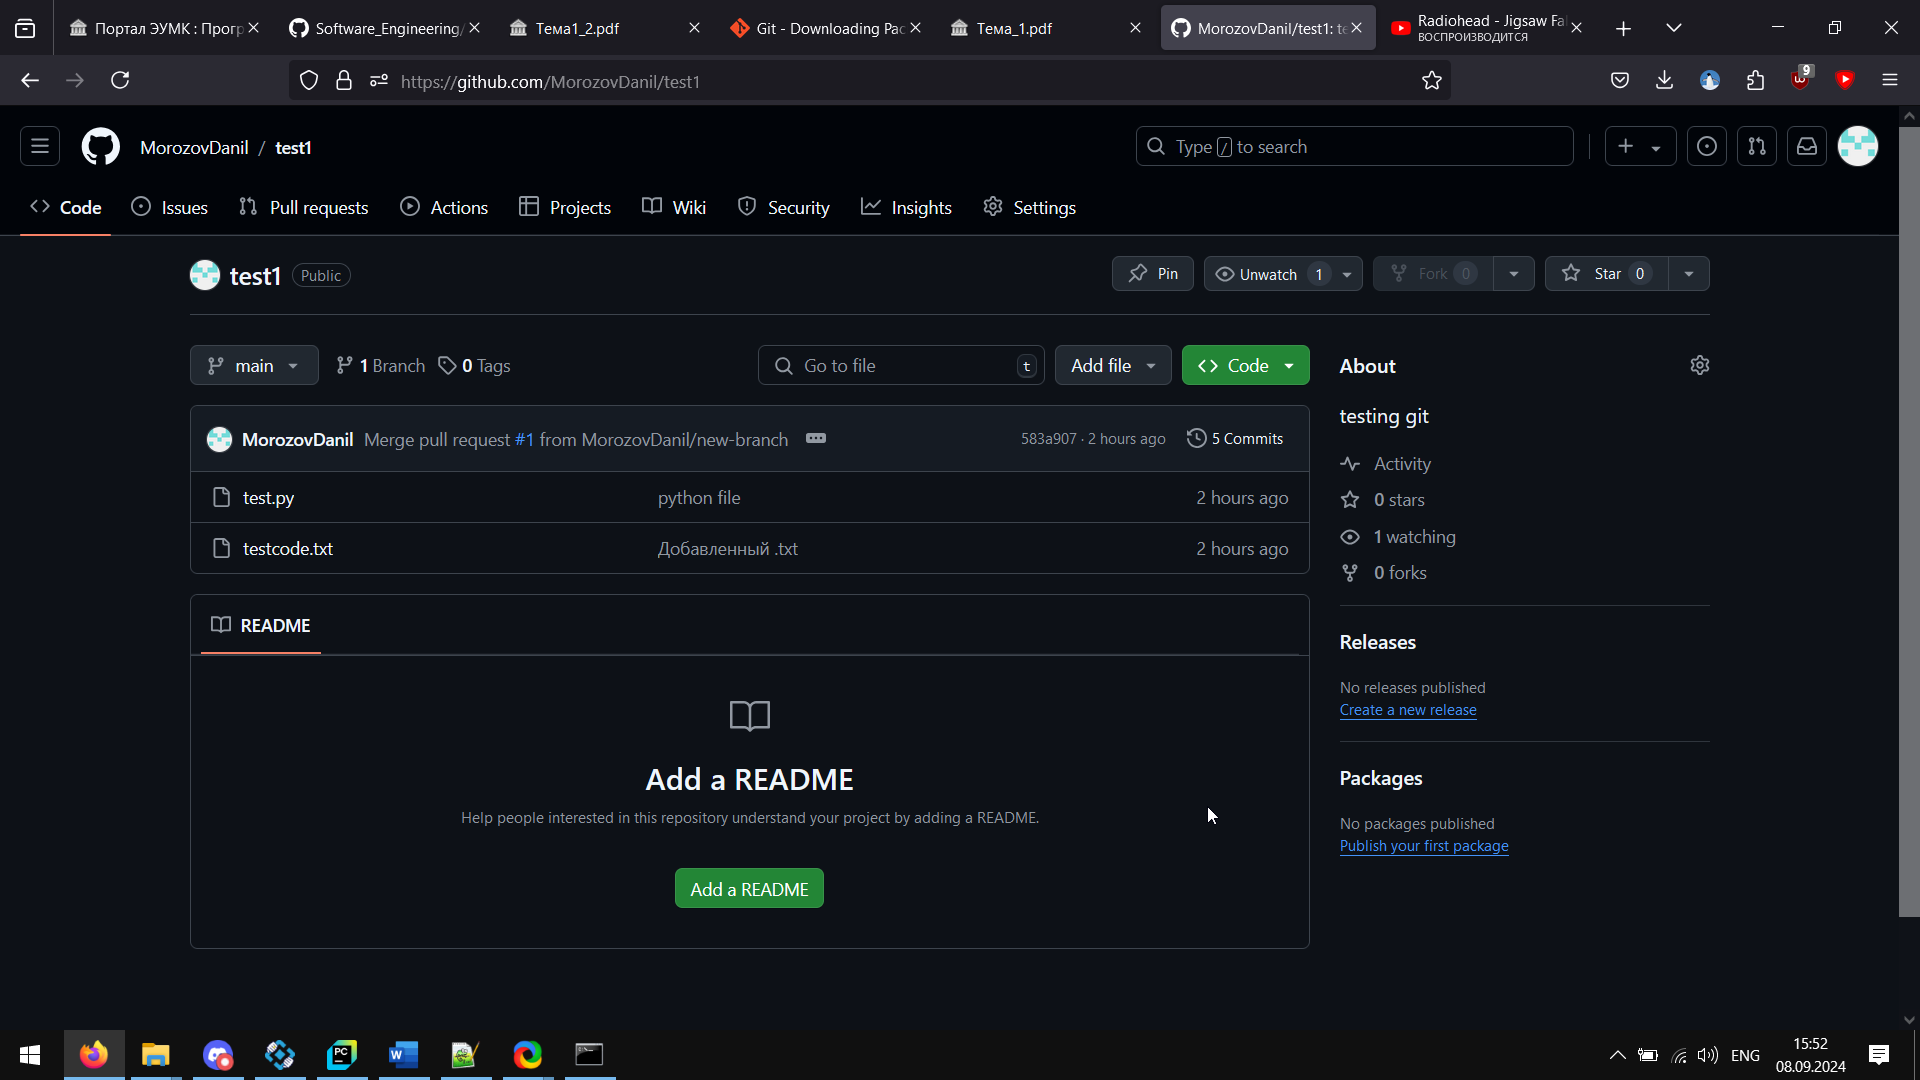 Портал ЭУМК : Прогр
Software_Engineering/
Тема1_2.pdf
Git - Downloading Pac
Тема_1.pdf
MorozovDanil/test1: te
Radiohead - Jigsaw Fal
ВОСПРОИЗВОДИТСЯ
https://github.com/MorozovDanil/test1
9
MorozovDanil / test1
Type / to search
Code
Issues
Pull requests
Actions
Projects
Wiki
Security
Insights
Settings
test1 Public
Pin
Unwatch 1
Fork 0
Star 0
main
1 Branch
0 Tags
Go to file
t
Add file
Code
MorozovDanil Merge pull request #1 from MorozovDanil/new-branch
583a907 · 2 hours ago
5 Commits
test.py
python file
2 hours ago
testcode.txt
Добавленный .txt
2 hours ago
README
Add a README
Help people interested in this repository understand your project by adding a README.
Add a README
About
testing git
Activity
0 stars
1 watching
0 forks
Releases
No releases published
Create a new release
Packages
No packages published
Publish your first package
PC
W
ENG
15:52
08.09.2024